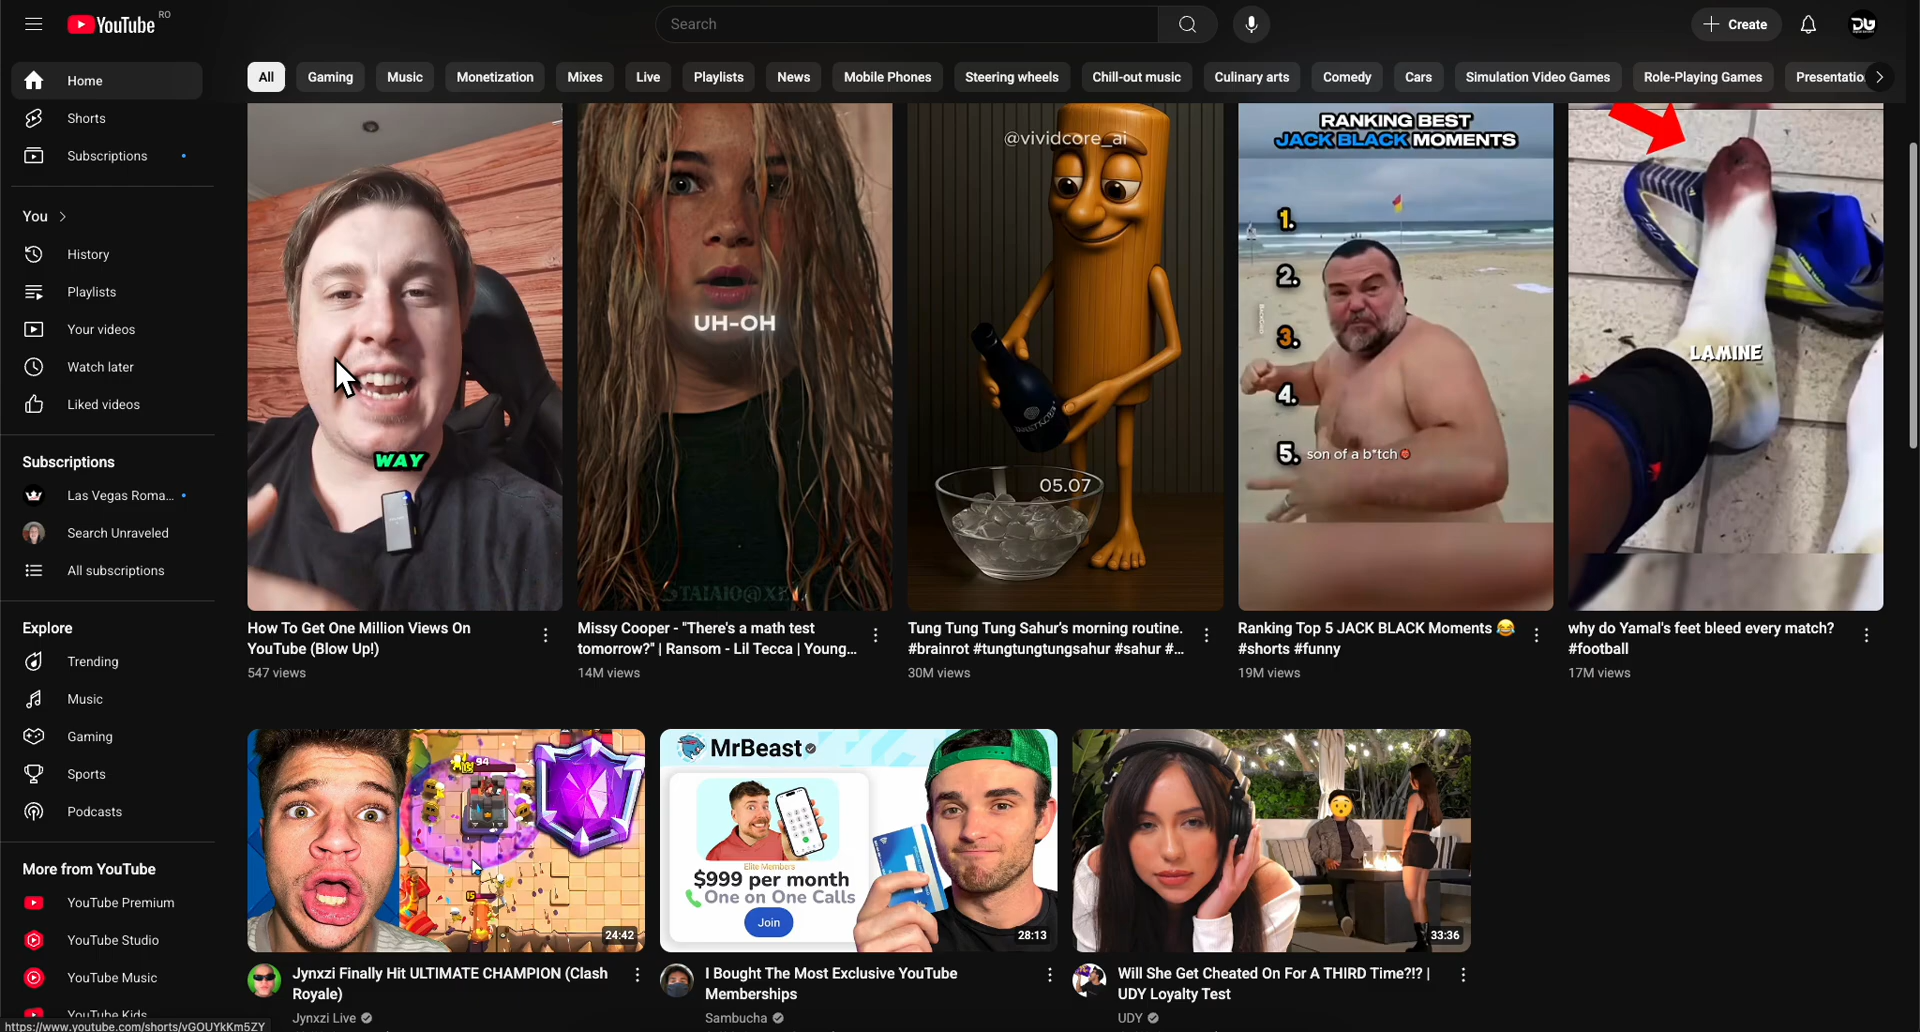 YouTube RO
Search
Create
DG
Home
Shorts
Subscriptions
You
History
Playlists
Your videos
Watch later
Liked videos
Subscriptions
Las Vegas Roma...
Search Unraveled
All subscriptions
Explore
Trending
Music
Gaming
Sports
Podcasts
More from YouTube
YouTube Premium
YouTube Studio
YouTube Music
YouTube Kids
https://www.youtube.com/shorts/vGOUYkKm5ZY
All Gaming Music Monetization Mixes Live Playlists News Mobile Phones Steering wheels Chill-out music Culinary arts Comedy Cars Simulation Video Games Role-Playing Games Presentatio
WAY
How To Get One Million Views On
YouTube (Blow Up!)
547 views
UH-OH
Missy Cooper - "There's a math test
tomorrow?" | Ransom - Lil Tecca | Young...
14M views
@vividcore_ai
05.07
Tung Tung Tung Sahur's morning routine.
#brainrot #tungtungtungsahur #sahur #...
30M views
RANKING BEST
JACK BLACK MOMENTS
1.
2.
3.
4.
5. son of a b*tch
Ranking Top 5 JACK BLACK Moments 😂
#shorts #funny
19M views
LAMINE
why do Yamal's feet bleed every match?
#football
17M views
94
15
24:42
Jynxzi Finally Hit ULTIMATE CHAMPION (Clash
Royale)
Jynxzi Live
MrBeast
Elite Members
$999 per month
One on One Calls
Join
28:13
I Bought The Most Exclusive YouTube
Memberships
Sambucha
33:36
Will She Get Cheated On For A THIRD Time?!? |
UDY Loyalty Test
UDY